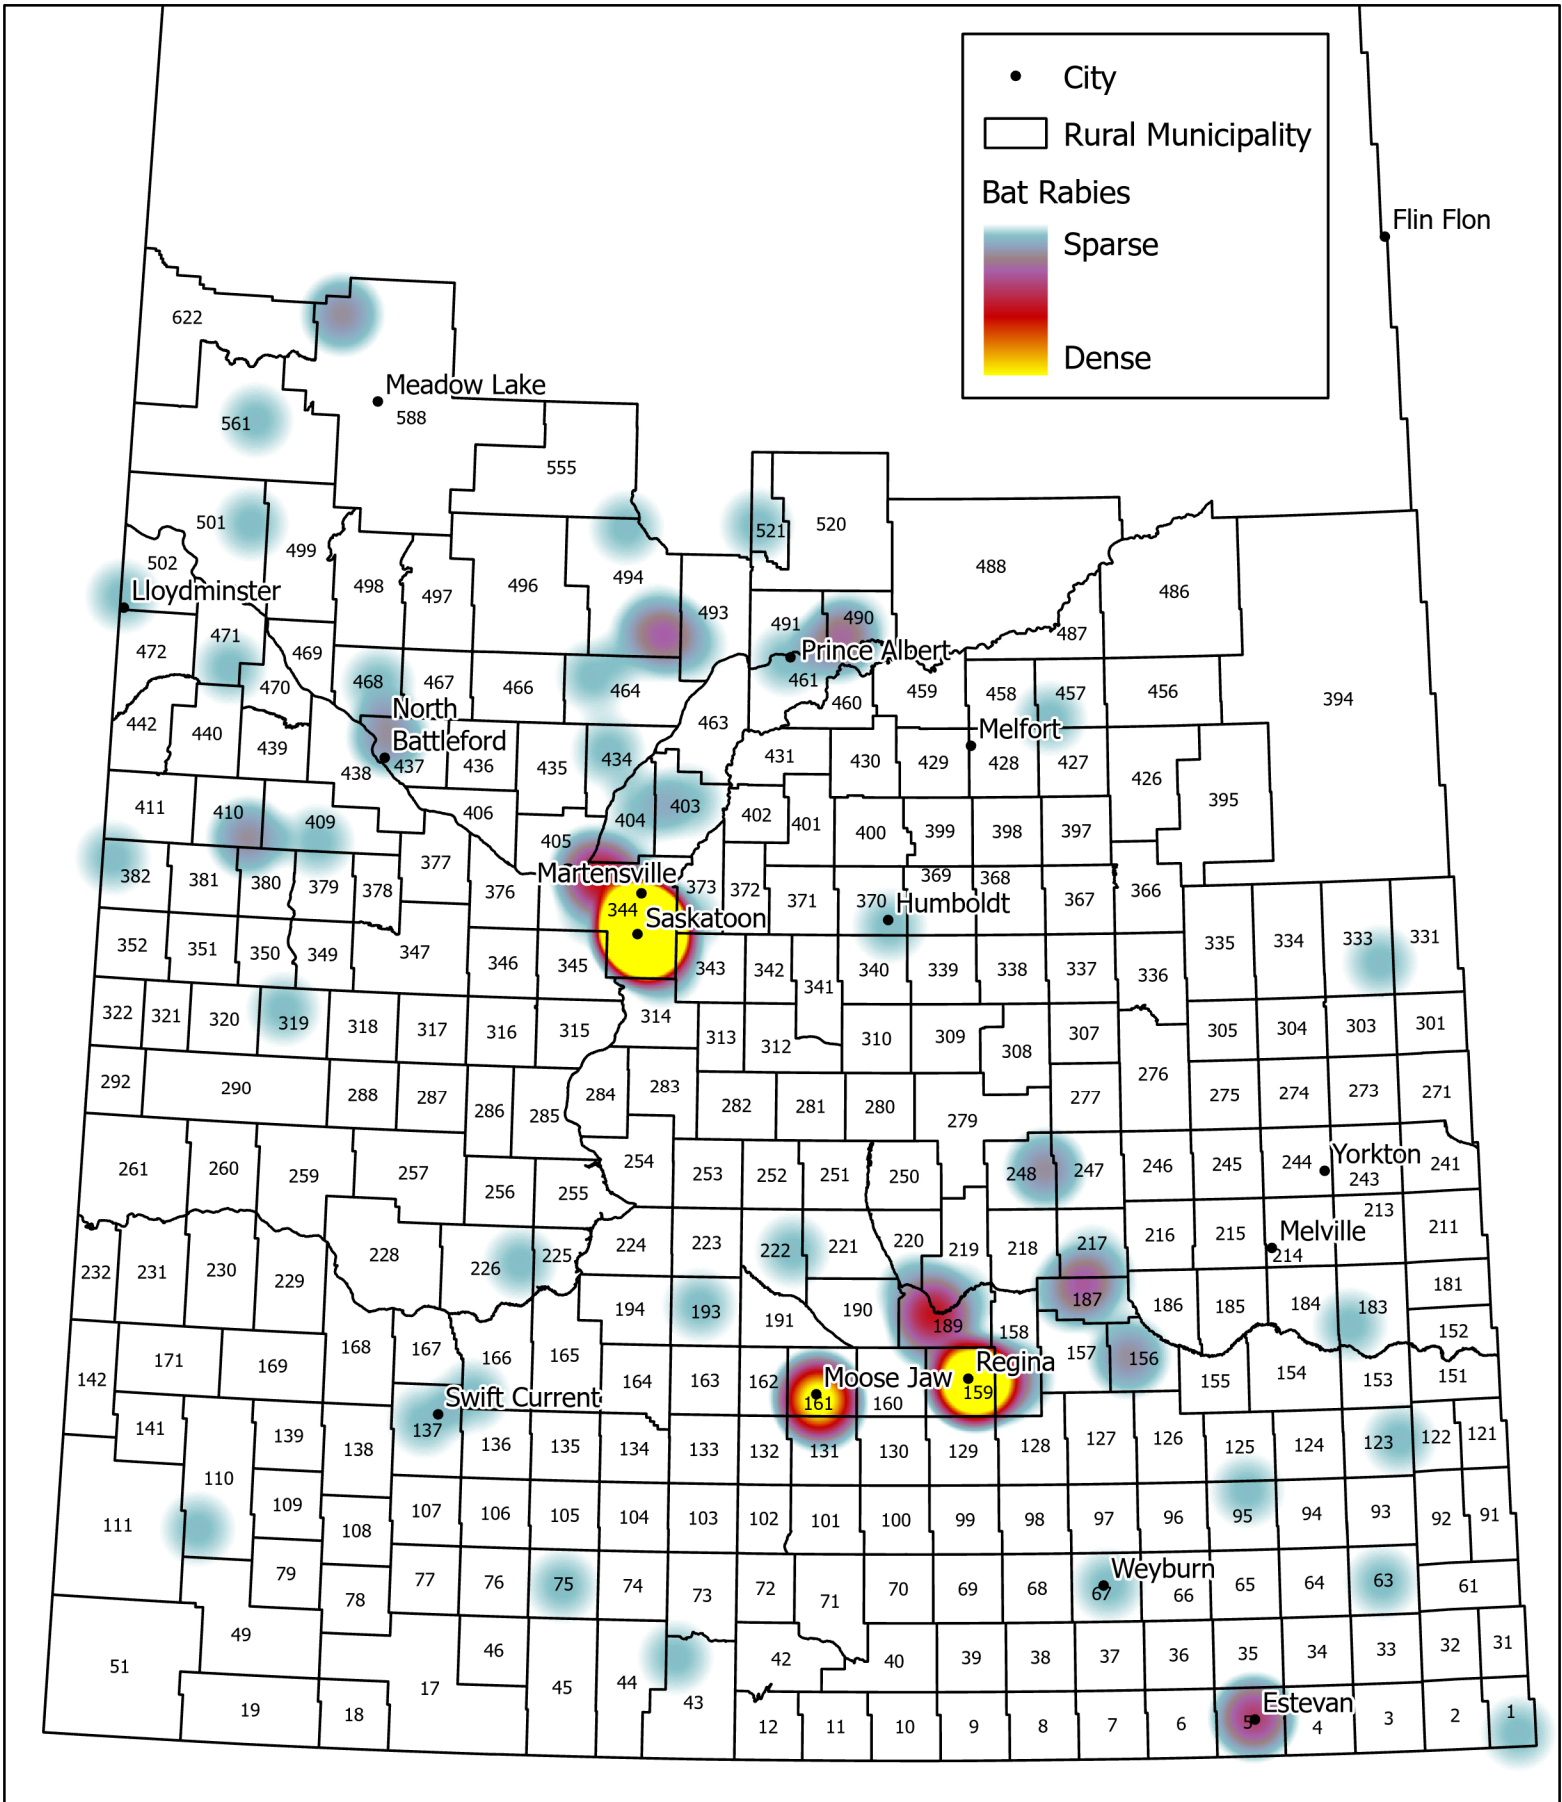 City
Rural Municipality
Bat Rabies
Sparse
Dense
Flin Flon
622
Meadow Lake
561 588
555
501 521 520
502 499 488
Lloydminster 498 497 496 494 486
471 493 491 490 487
472 469 Prince Albert
470 468 467 466 464 461 460 459 458 457 456 394
442 440 North 463
439 Battleford Melfort
438 437 436 435 434 431 430 429 428 427 426
411 410 409 406 404 403 402 401 400 399 398 397 395
405
382 381 380 379 378 377 376 Martensville 373 372 371 370 369 368 367 366
344 Saskatoon Humboldt
352 351 350 349 347 346 345 343 342 341 340 339 338 337 336 335 334 333 331
322 321 320 319 318 317 316 315 314 313 312 310 309 308 307 305 304 303 301
292 290 288 287 286 285 284 283 282 281 280 279 277 276 275 274 273 271
261 260 259 257 256 255 254 253 252 251 250 248 247 246 245 244 Yorkton 241
243
213
232 231 230 229 228 226 225 224 223 222 221 220 219 218 217 216 215 Melville 211
214
194 193 191 190 189 187 186 185 184 183 181
142 171 169 168 167 166 165 164 163 162 158 157 156 155 154 153 152 151
Moose Jaw Regina
161 160 159
Swift Current
141 139 138 137 136 135 134 133 132 131 130 129 128 127 126 125 124 123 122 121
111 110 109 108 107 106 105 104 103 102 101 100 99 98 97 96 95 94 93 92 91
79 78 77 76 75 74 73 72 71 70 69 68 67 Weyburn 66 65 64 63 61
51 49 46 45 44 43 42 40 39 38 37 36 35 34 33 32 31
19 18 17 12 11 10 9 8 7 6 5 Estevan 4 3 2 1